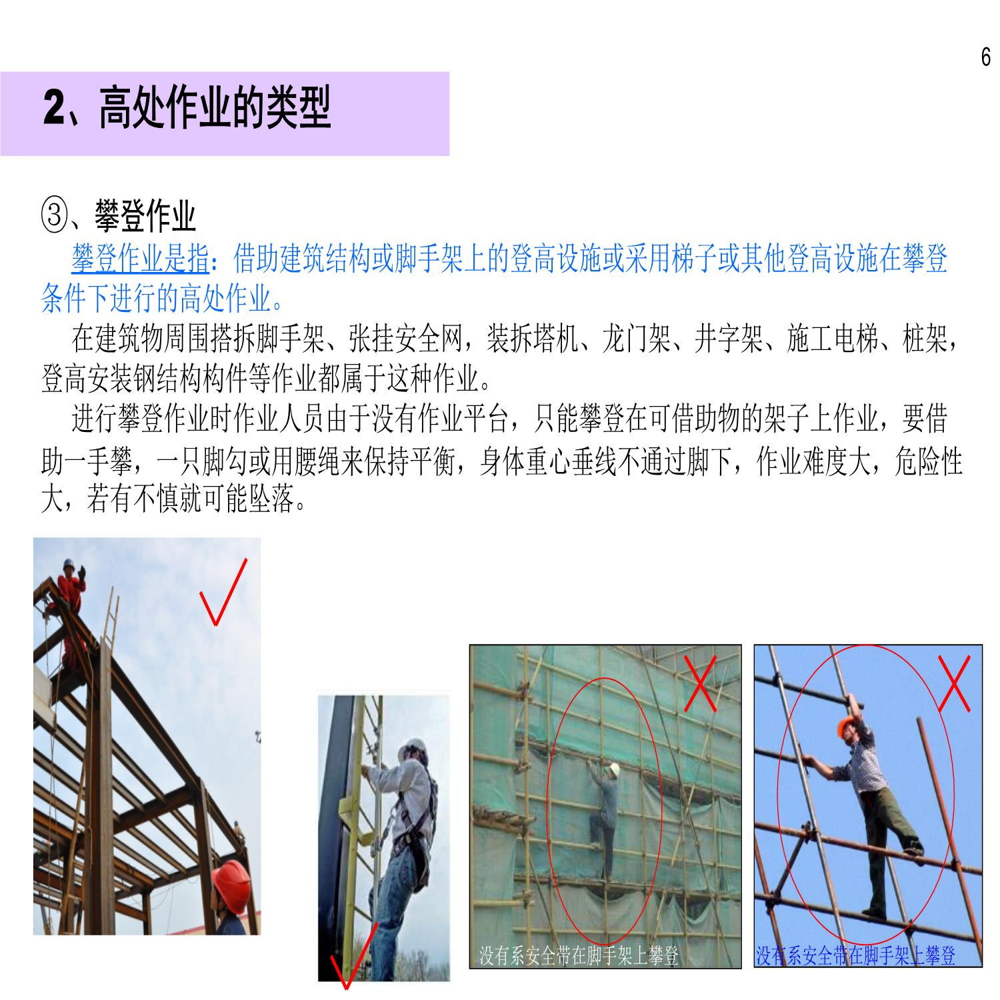 6
2、高处作业的类型
③、攀登作业
攀登作业是指：借助建筑结构或脚手架上的登高设施或采用梯子或其他登高设施在攀登
条件下进行的高处作业。
在建筑物周围搭拆脚手架、张挂安全网，装拆塔机、龙门架、井字架、施工电梯、桩架，
登高安装钢结构构件等作业都属于这种作业。
进行攀登作业时作业人员由于没有作业平台，只能攀登在可借助物的架子上作业，要借
助一手攀，一只脚勾或用腰绳来保持平衡，身体重心垂线不通过脚下，作业难度大，危险性
大，若有不慎就可能坠落。
没有系安全带在脚手架上攀登
没有系安全带在脚手架上攀登